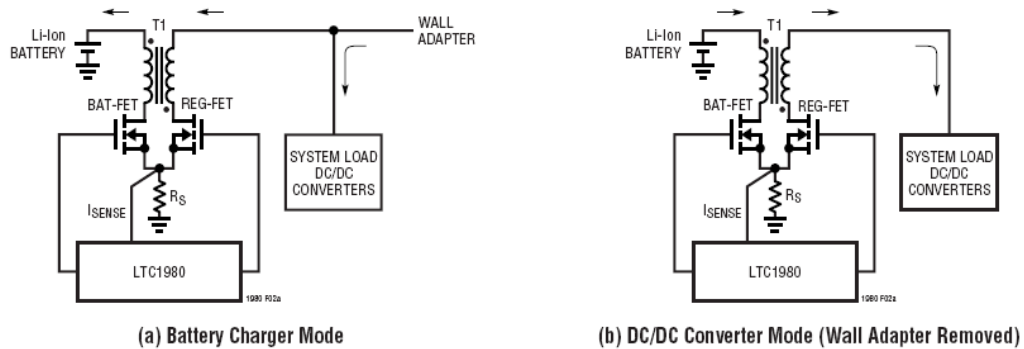 T1
WALL
ADAPTER
Li-Ion
BATTERY
BAT-FET
REG-FET
SYSTEM LOAD
DC/DC
CONVERTERS
RS
ISENSE
LTC1980
1980 F02a
(a) Battery Charger Mode
T1
Li-Ion
BATTERY
BAT-FET
REG-FET
SYSTEM LOAD
DC/DC
CONVERTERS
RS
ISENSE
LTC1980
1980 F02a
(b) DC/DC Converter Mode (Wall Adapter Removed)